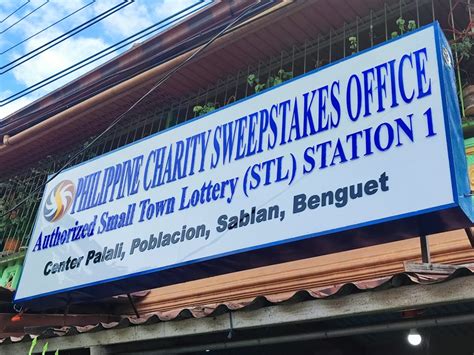 PHILIPPINE CHARITY SWEEPSTAKES OFFICE
Authorized Small Town Lottery (STL) STATION 1
Center Palali, Poblacion, Sablan, Benguet